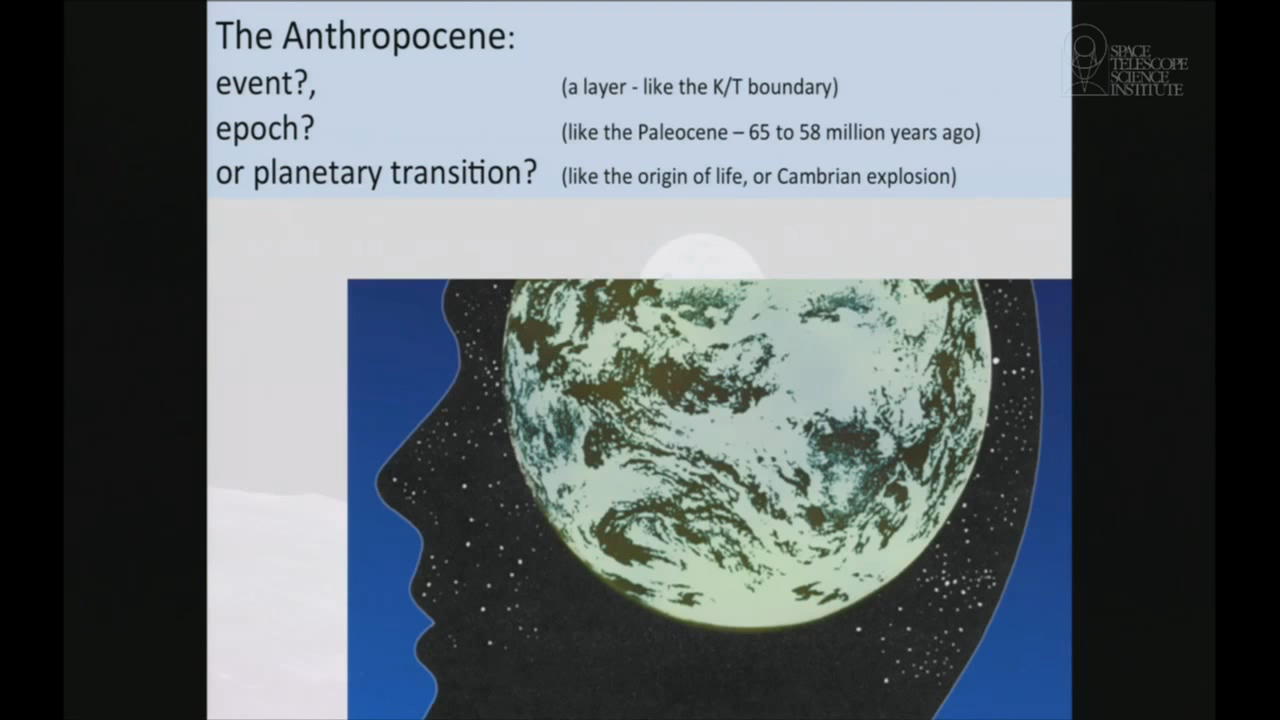 The Anthropocene:
event?, (a layer - like the K/T boundary)
epoch? (like the Paleocene – 65 to 58 million years ago)
or planetary transition? (like the origin of life, or Cambrian explosion)
SPACE
TELESCOPE
SCIENCE
INSTITUTE